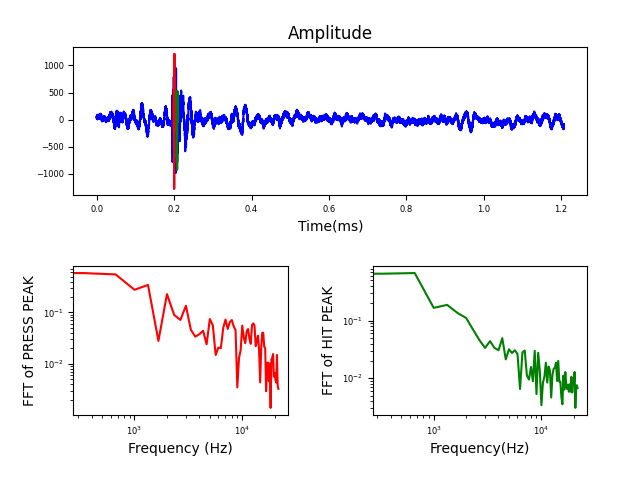 Amplitude
1000
500
0
−500
−1000
0.0 0.2 0.4 0.6 0.8 1.0 1.2
Time(ms)
FFT of PRESS PEAK
10⁻¹
10⁻²
10³ 10⁴
Frequency (Hz)
FFT of HIT PEAK
10⁻¹
10⁻²
10³ 10⁴
Frequency(Hz)